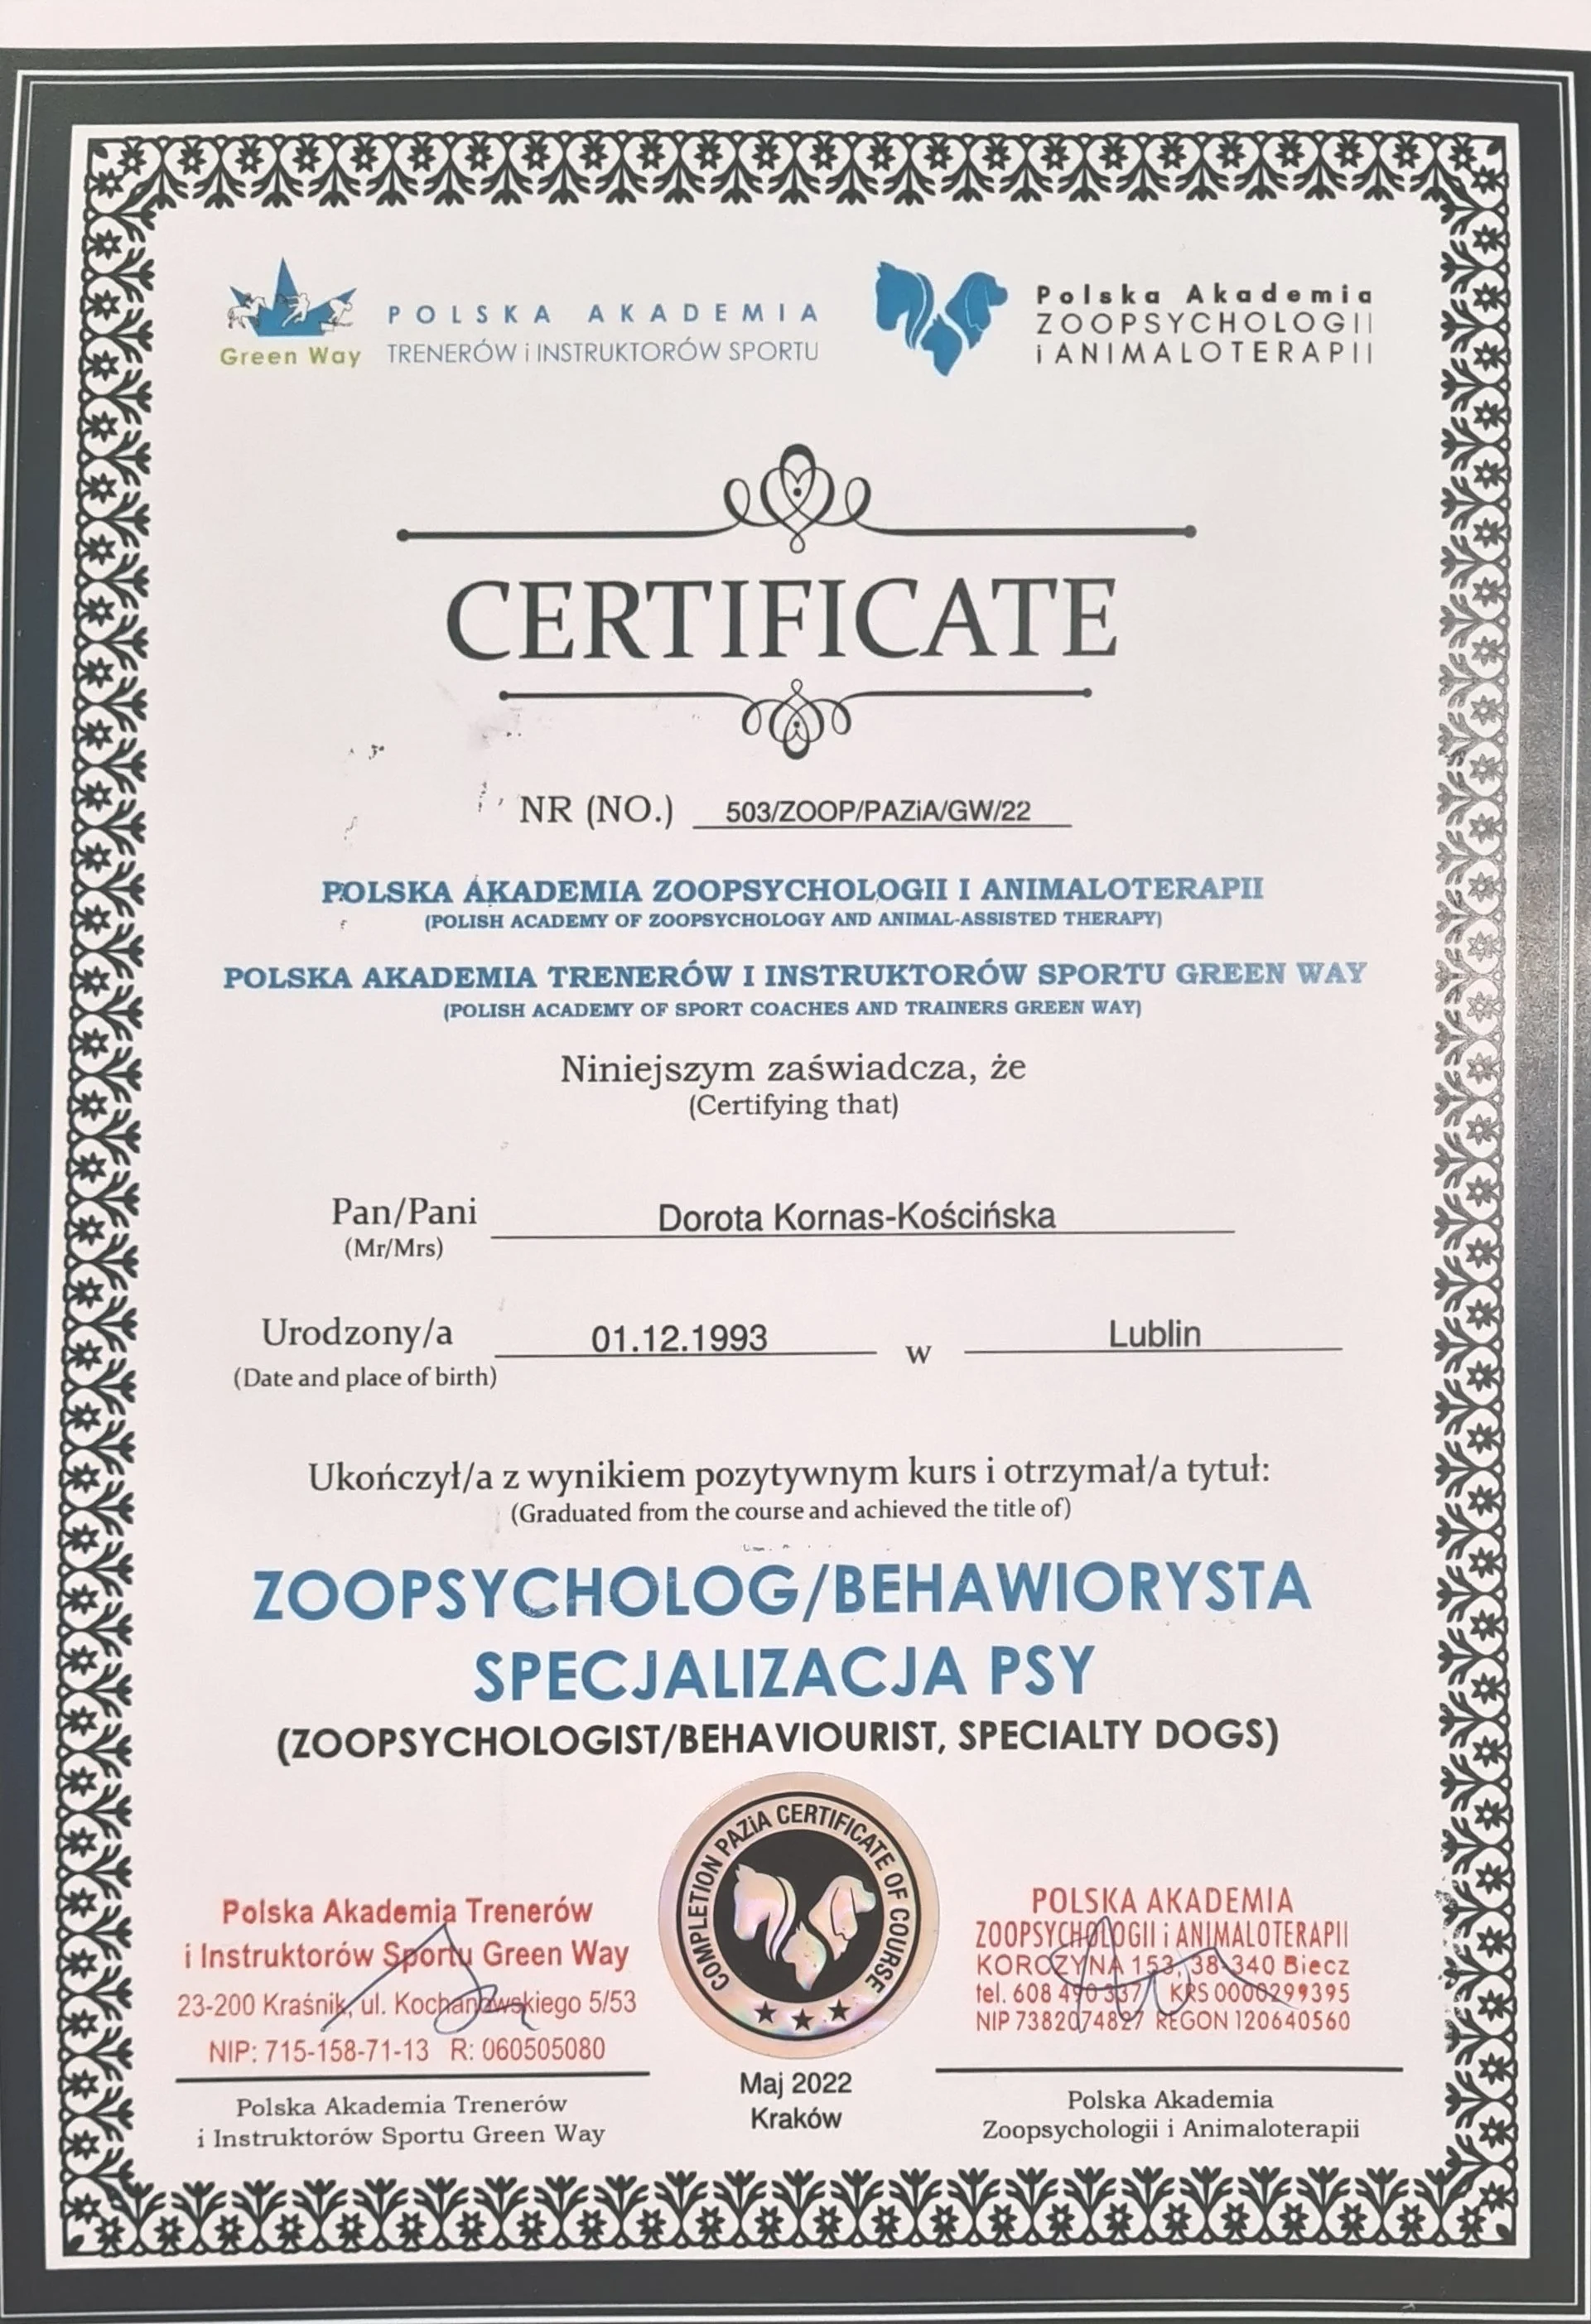 Green Way
POLSKA AKADEMIA
TRENERÓW i INSTRUKTORÓW SPORTU
Polska Akademia
ZOOPSYCHOLOGII
i ANIMALOTERAPII
CERTIFICATE
NR (NO.) 503/ZOOP/PAZiA/GW/22
POLSKA AKADEMIA ZOOPSYCHOLOGII I ANIMALOTERAPII
(POLISH ACADEMY OF ZOOPSYCHOLOGY AND ANIMAL-ASSISTED THERAPY)
POLSKA AKADEMIA TRENERÓW I INSTRUKTORÓW SPORTU GREEN WAY
(POLISH ACADEMY OF SPORT COACHES AND TRAINERS GREEN WAY)
Niniejszym zaświadcza, że
(Certifying that)
Pan/Pani Dorota Kornas-Kościńska
(Mr/Mrs)
Urodzony/a 01.12.1993 w Lublin
(Date and place of birth)
Ukończył/a z wynikiem pozytywnym kurs i otrzymał/a tytuł:
(Graduated from the course and achieved the title of)
ZOOPSYCHOLOG/BEHAWIORYSTA
SPECJALIZACJA PSY
(ZOOPSYCHOLOGIST/BEHAVIOURIST, SPECIALTY DOGS)
COMPLETION PAZiA CERTIFICATE OF COURSE
Polska Akademia Trenerów
i Instruktorów Sportu Green Way
23-200 Kraśnik, ul. Kochanowskiego 5/53
NIP: 715-158-71-13 R: 060505080
Polska Akademia Trenerów
i Instruktorów Sportu Green Way
Maj 2022
Kraków
POLSKA AKADEMIA
ZOOPSYCHOLOGII i ANIMALOTERAPII
KORCZYNA 153, 38-340 Biecz
tel. 608 490 337 KRS 0000299395
NIP 7382074827 REGON 120640560
Polska Akademia
Zoopsychologii i Animaloterapii